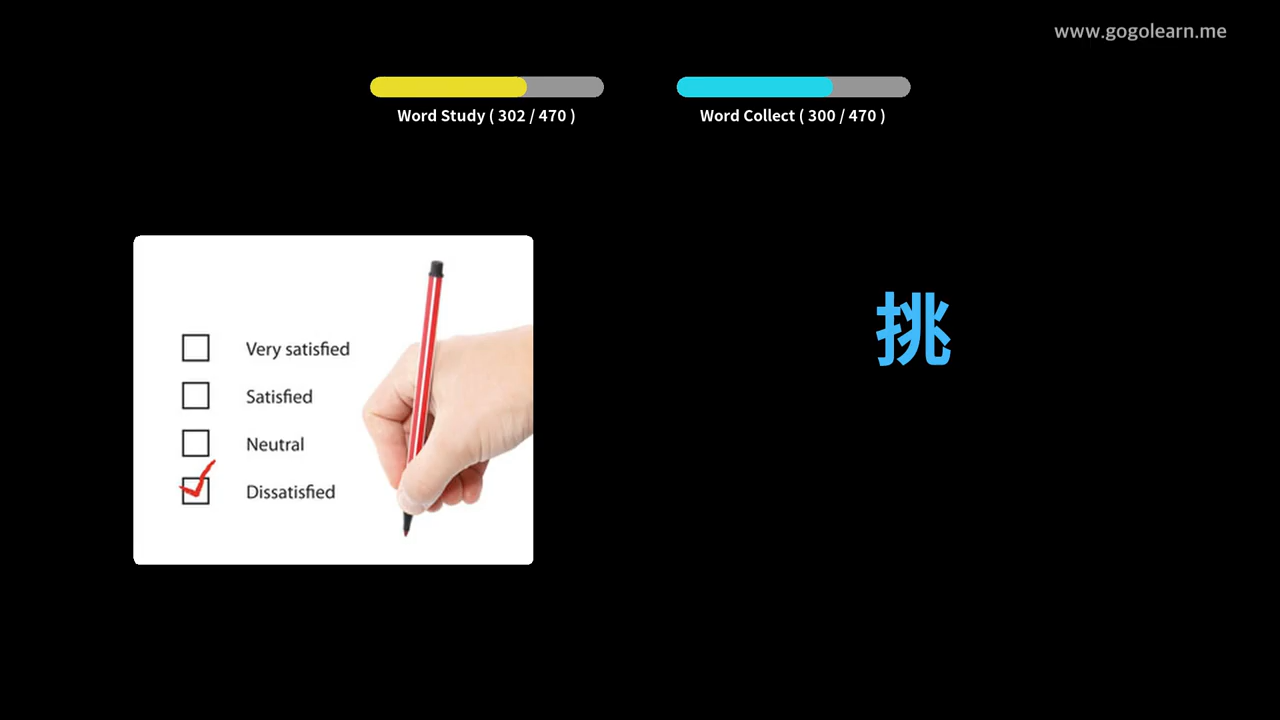 www.gogolearn.me
Word Study ( 302 / 470 )
Word Collect ( 300 / 470 )
挑
Very satisfied
Satisfied
Neutral
Dissatisfied